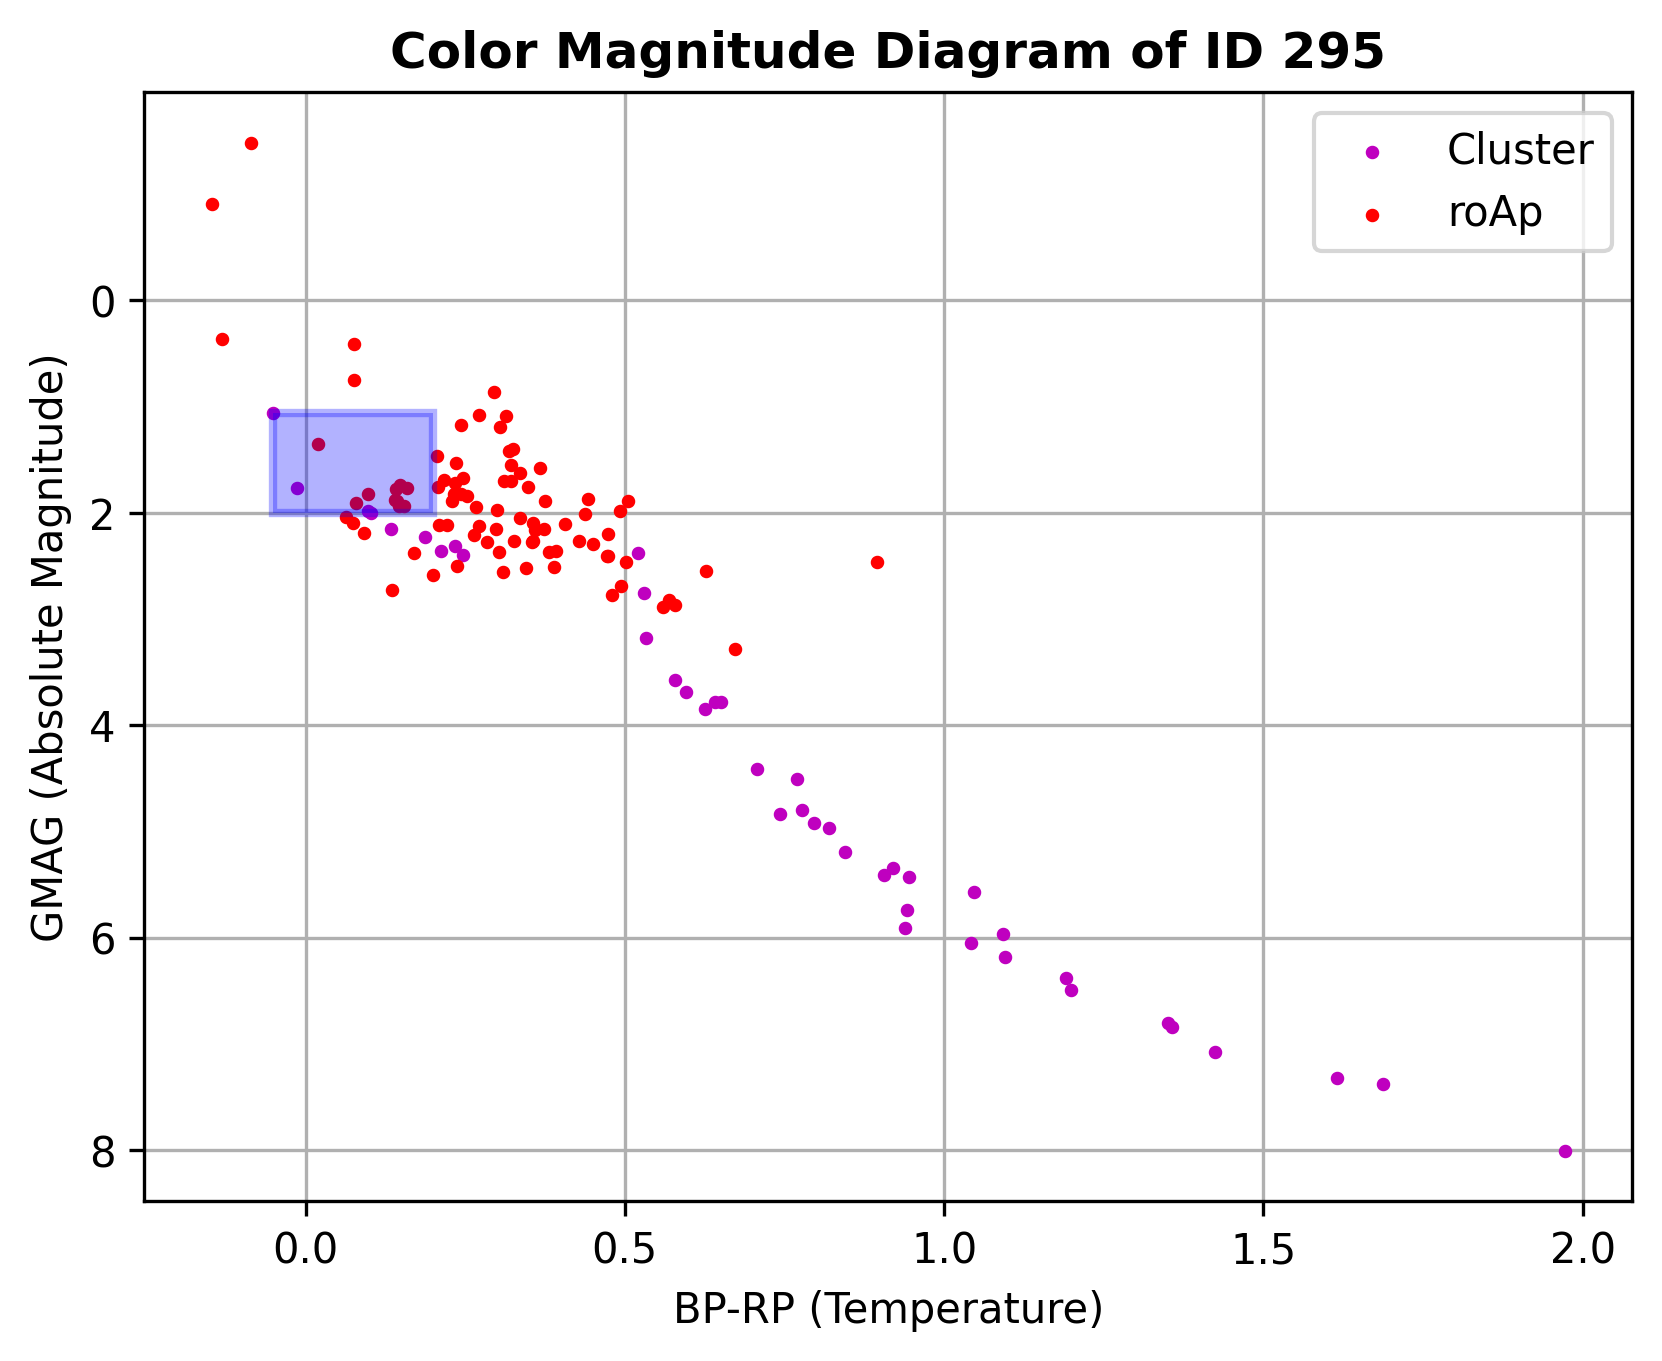 Color Magnitude Diagram of ID 295
Cluster
roAp
GMAG (Absolute Magnitude)
0
2
4
6
8
0.0 0.5 1.0 1.5 2.0
BP-RP (Temperature)